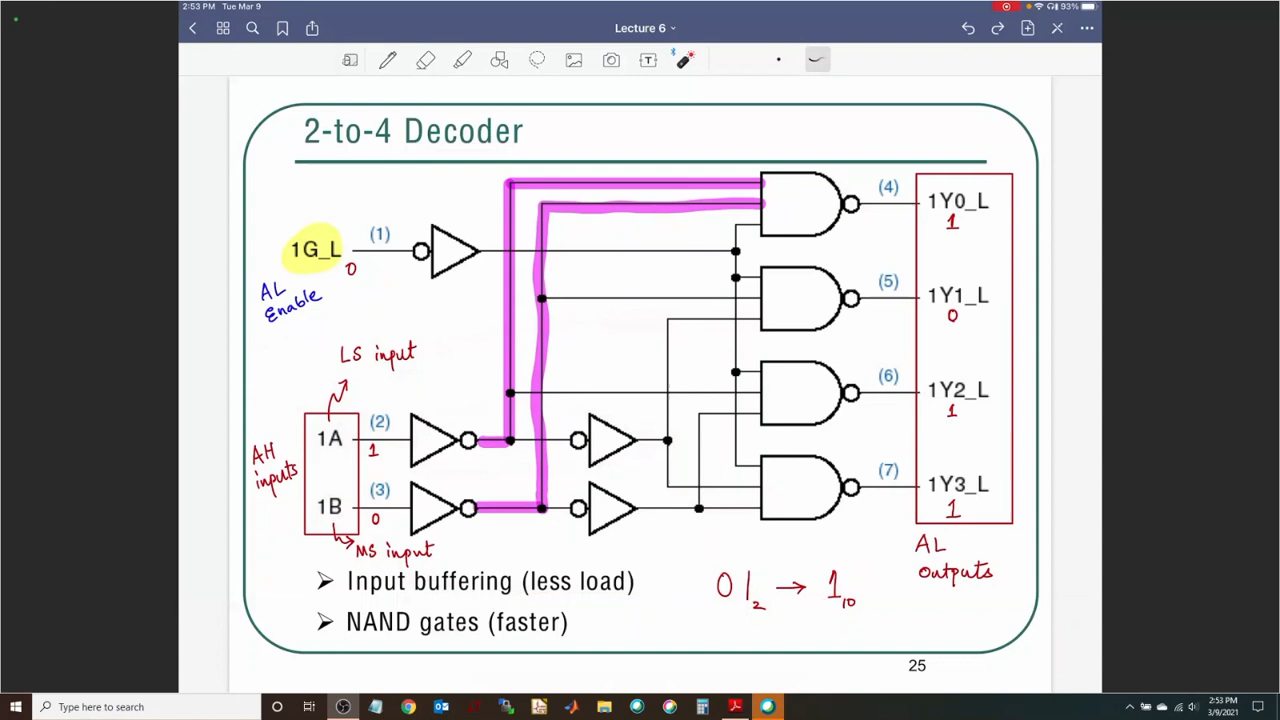 2:53 PM Tue Mar 9
93%
Lecture 6
T
2-to-4 Decoder
1G_L
(1)
0
AL
Enable
LS input
AH
inputs
1A
(2)
1
1B
(3)
0
MS input
(4)
1Y0_L
1
(5)
1Y1_L
0
(6)
1Y2_L
1
(7)
1Y3_L
1
AL
outputs
Input buffering (less load)
NAND gates (faster)
01₂ → 1₁₀
25
Type here to search
2:53 PM
3/9/2021